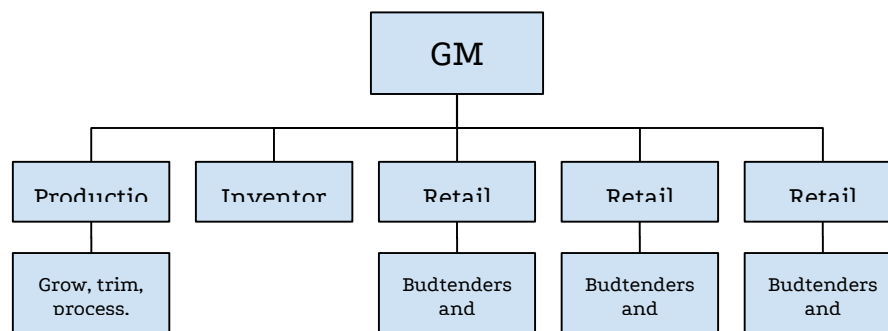 GM
Productio
Inventor
Retail
Retail
Retail
Grow, trim,
process,
Budtenders
and
Budtenders
and
Budtenders
and